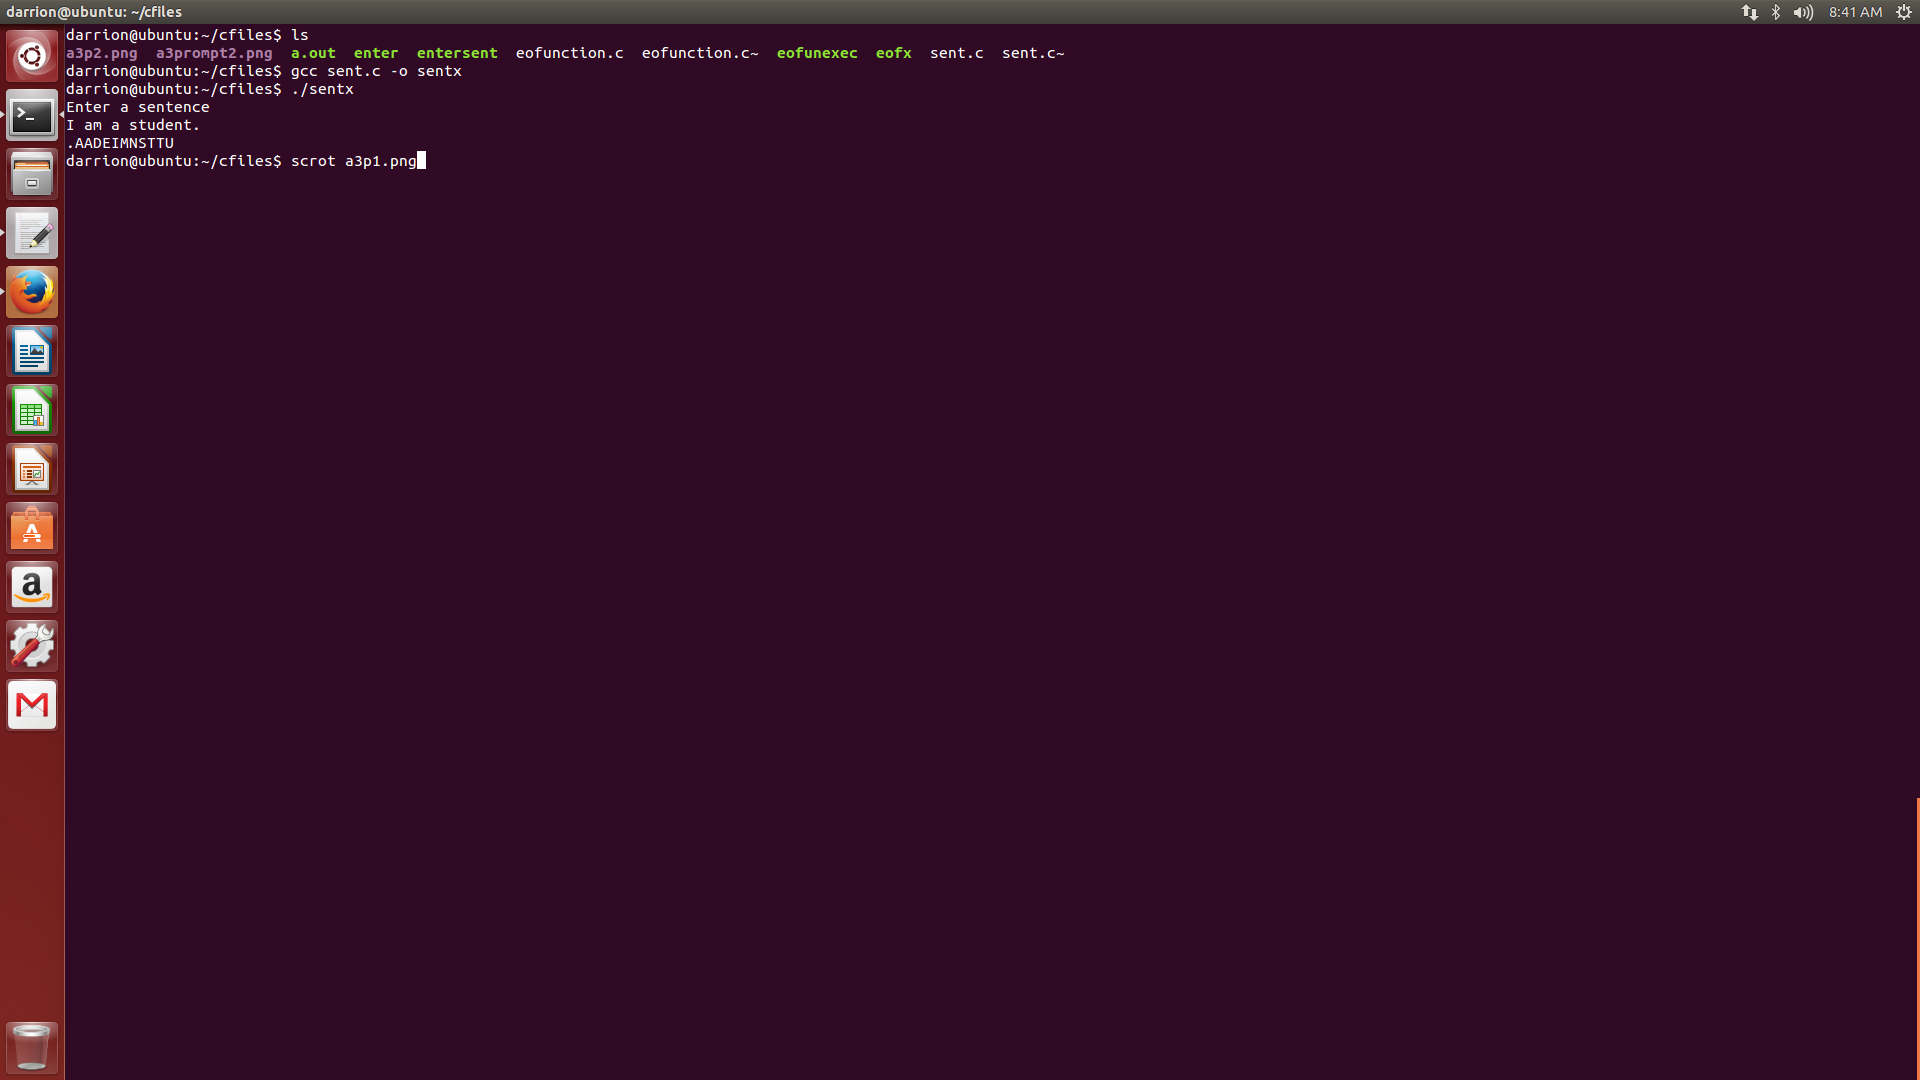 darrion@ubuntu: ~/cfiles
8:41 AM
darrion@ubuntu:~/cfiles$ ls
a3p2.png  a3prompt2.png  a.out  enter  entersent  eofunction.c  eofunction.c~  eofunexec  eofx  sent.c  sent.c~
darrion@ubuntu:~/cfiles$ gcc sent.c -o sentx
darrion@ubuntu:~/cfiles$ ./sentx
Enter a sentence
I am a student.
.AADEIMNSTTU
darrion@ubuntu:~/cfiles$ scrot a3p1.png